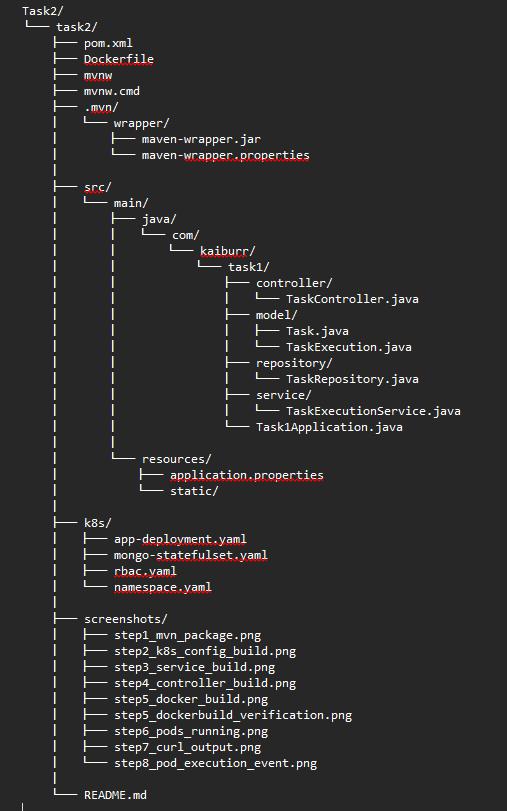 Task2/
└── task2/
    ├── pom.xml
    ├── Dockerfile
    ├── mvnw
    ├── mvnw.cmd
    ├── .mvn/
    │   └── wrapper/
    │       ├── maven-wrapper.jar
    │       └── maven-wrapper.properties
    │
    ├── src/
    │   └── main/
    │       ├── java/
    │       │   └── com/
    │       │       └── kaiburr/
    │       │           └── task1/
    │       │               ├── controller/
    │       │               │   └── TaskController.java
    │       │               ├── model/
    │       │               │   ├── Task.java
    │       │               │   └── TaskExecution.java
    │       │               ├── repository/
    │       │               │   └── TaskRepository.java
    │       │               ├── service/
    │       │               │   └── TaskExecutionService.java
    │       │               └── Task1Application.java
    │       │
    │       └── resources/
    │           ├── application.properties
    │           └── static/
    │
    ├── k8s/
    │   ├── app-deployment.yaml
    │   ├── mongo-statefulset.yaml
    │   ├── rbac.yaml
    │   └── namespace.yaml
    │
    ├── screenshots/
    │   ├── step1_mvn_package.png
    │   ├── step2_k8s_config_build.png
    │   ├── step3_service_build.png
    │   ├── step4_controller_build.png
    │   ├── step5_docker_build.png
    │   ├── step5_dockerbuild_verification.png
    │   ├── step6_pods_running.png
    │   ├── step7_curl_output.png
    │   └── step8_pod_execution_event.png
    │
    └── README.md